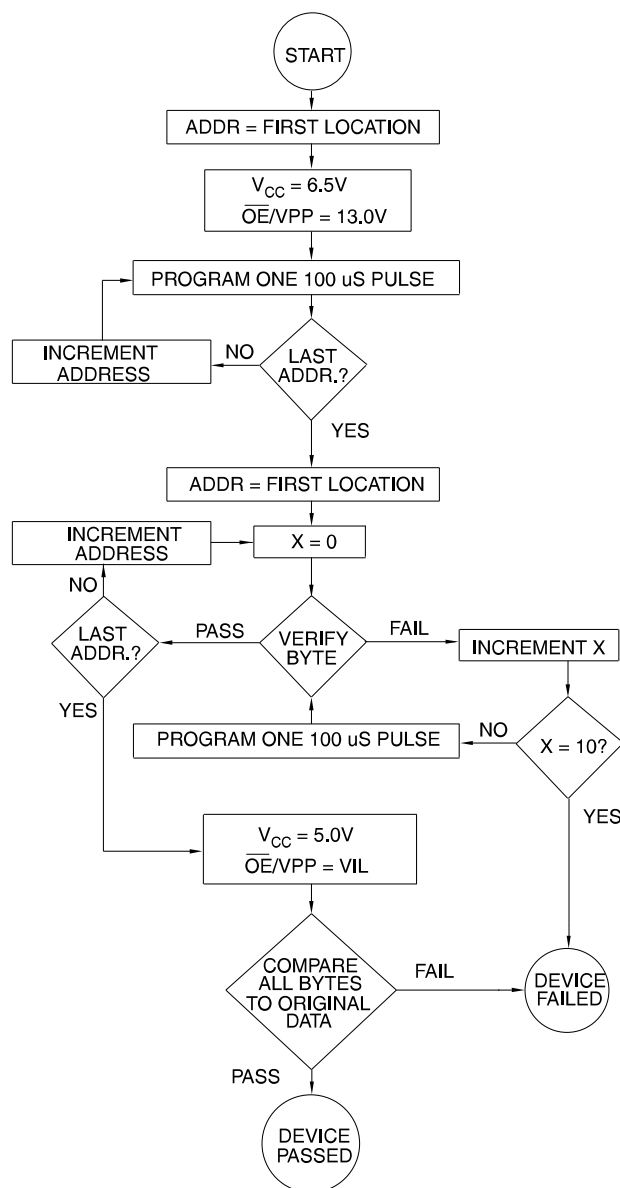 START
ADDR = FIRST LOCATION
VCC = 6.5V
OE/VPP = 13.0V
PROGRAM ONE 100 uS PULSE
INCREMENT
ADDRESS
NO
LAST
ADDR.?
YES
ADDR = FIRST LOCATION
INCREMENT
ADDRESS
X = 0
NO
LAST
ADDR.?
PASS
VERIFY
BYTE
FAIL
INCREMENT X
YES
PROGRAM ONE 100 uS PULSE
NO
X = 10?
YES
VCC = 5.0V
OE/VPP = VIL
COMPARE
ALL BYTES
TO ORIGINAL
DATA
FAIL
DEVICE
FAILED
PASS
DEVICE
PASSED